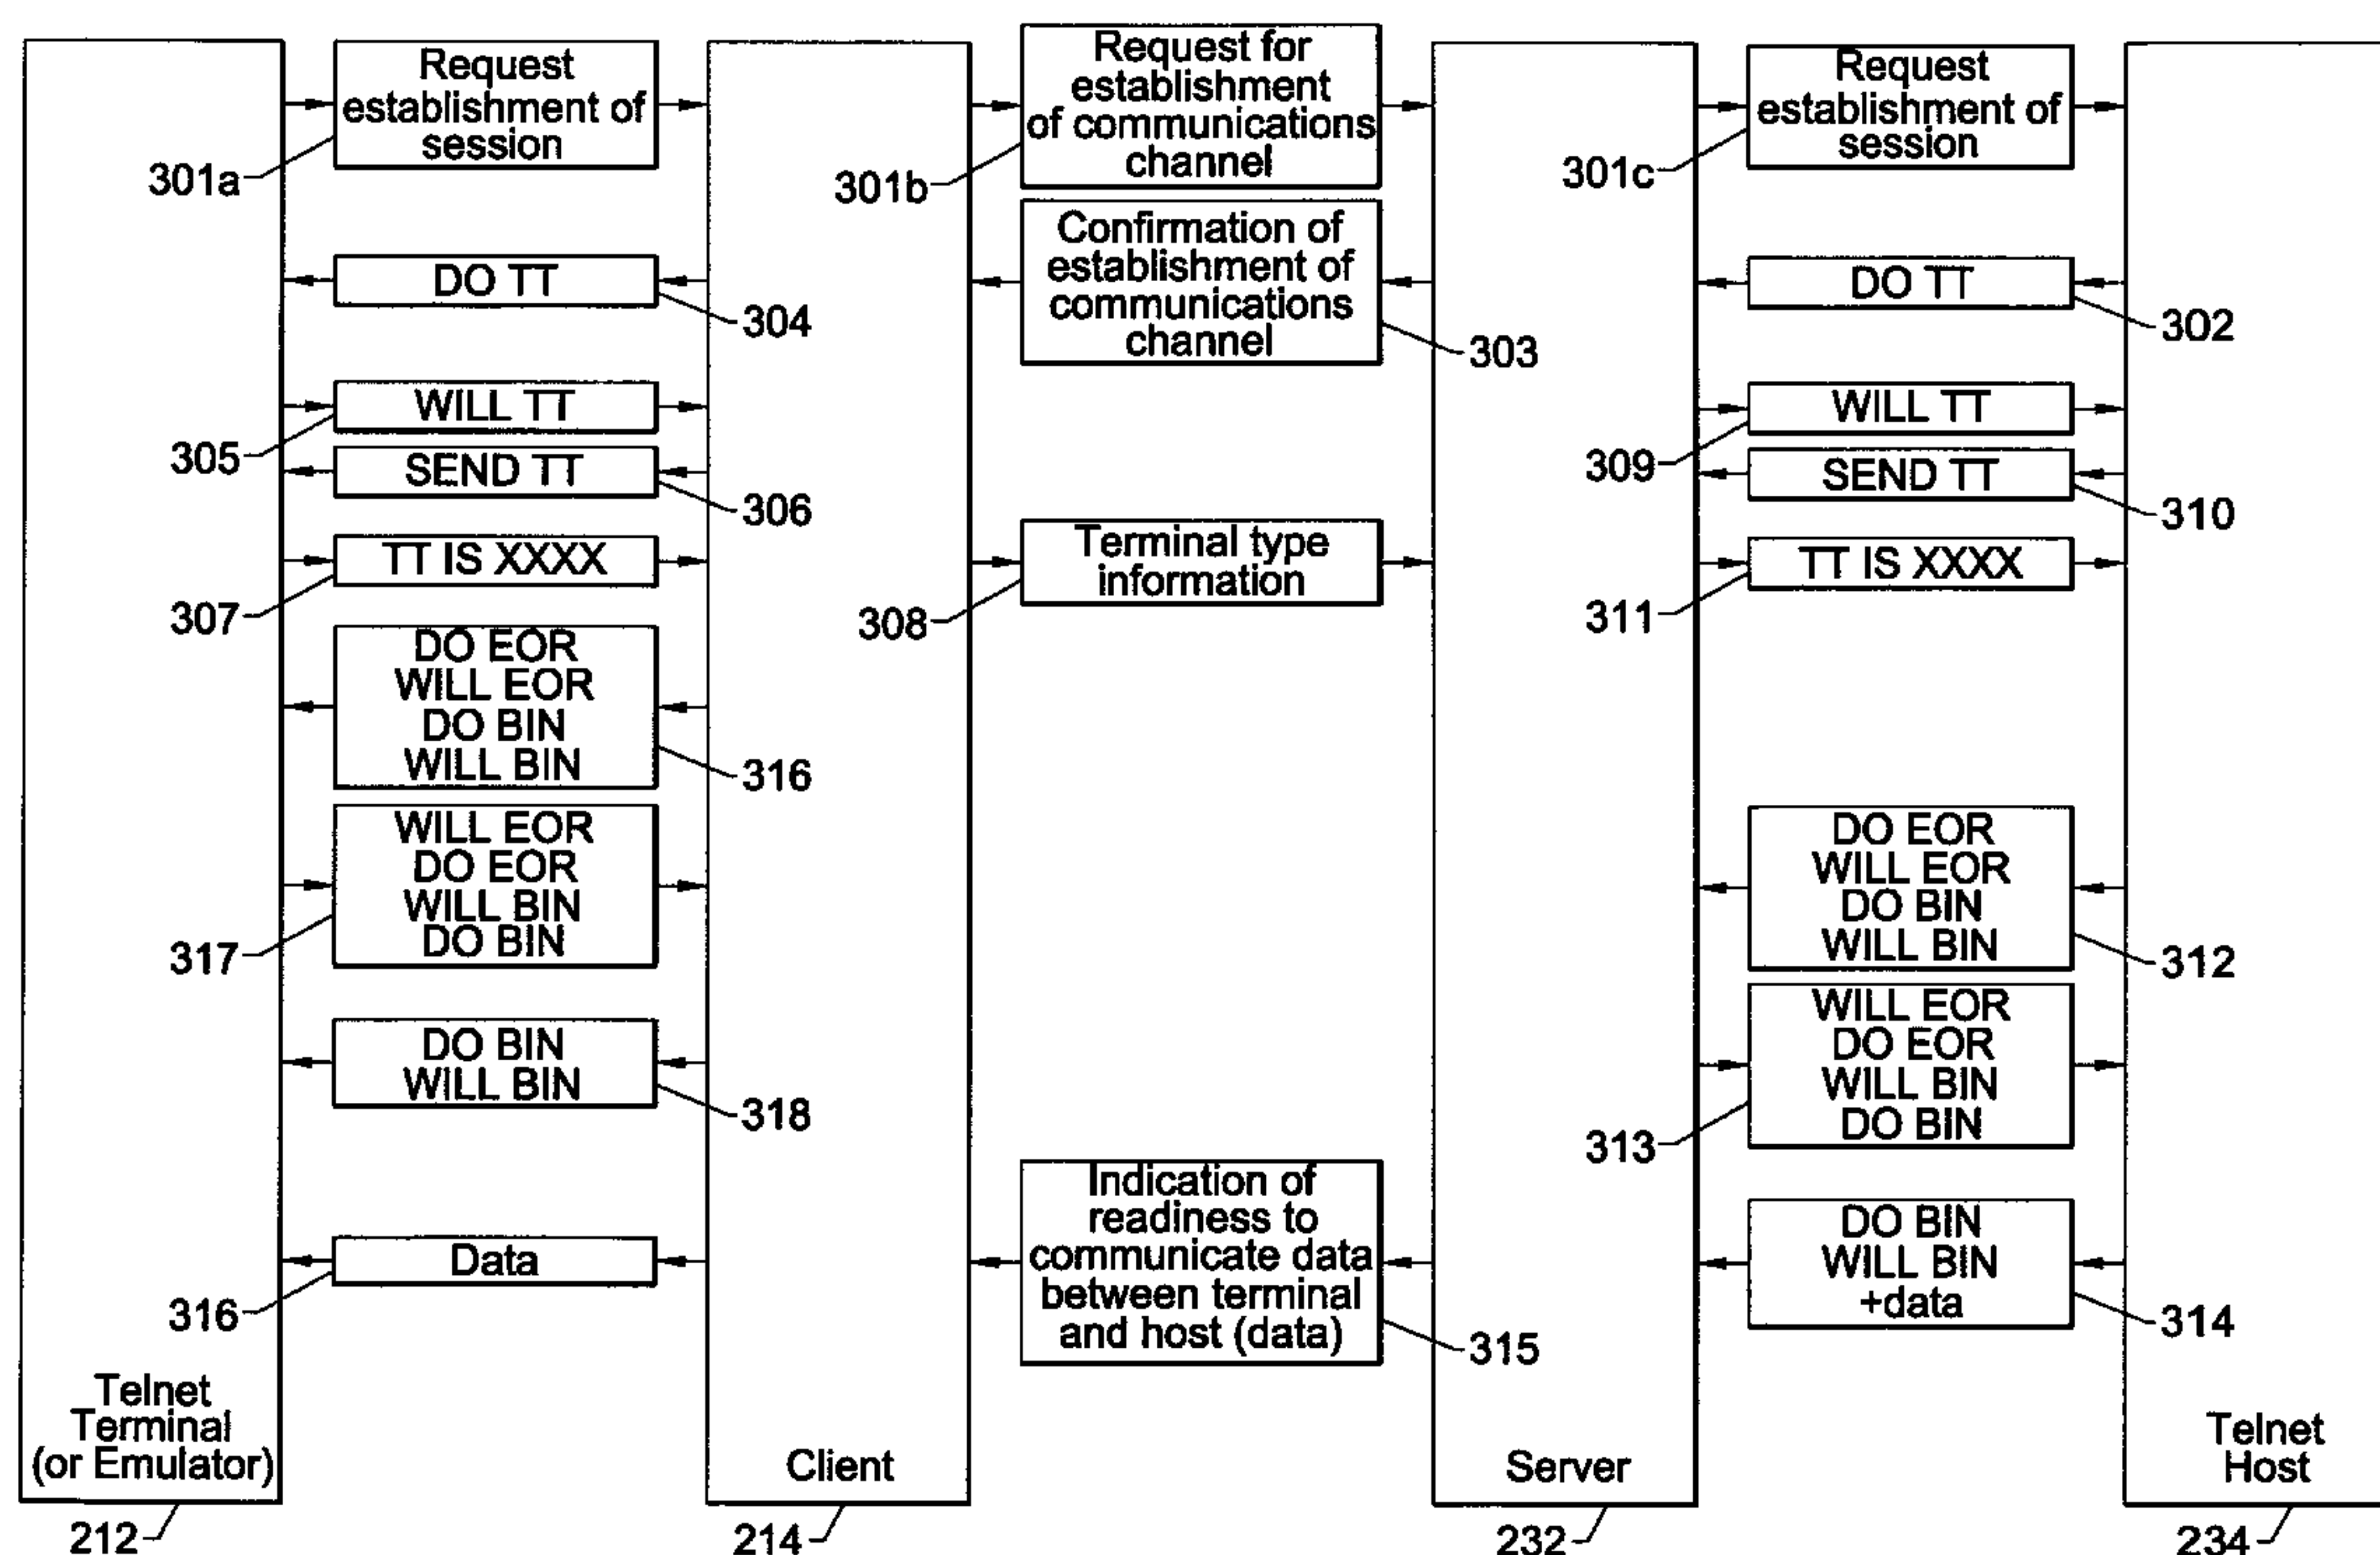 Request
establishment of
session
301a
Request for
establishment
of communications
channel
301b
Request
establishment of
session
301c
DO TT
304
Confirmation of
establishment of
communications
channel
303
DO TT
302
WILL TT
305
SEND TT
306
WILL TT
309
SEND TT
310
TT IS XXXX
307
Terminal type
information
308
TT IS XXXX
311
DO EOR
WILL EOR
DO BIN
WILL BIN
316
WILL EOR
DO EOR
WILL BIN
DO BIN
317
DO EOR
WILL EOR
DO BIN
WILL BIN
312
DO BIN
WILL BIN
318
WILL EOR
DO EOR
WILL BIN
DO BIN
313
Data
316
Indication of
readiness to
communicate data
between terminal
and host (data)
315
DO BIN
WILL BIN
+data
314
Telnet
Terminal
(or Emulator)
212
Client
214
Server
232
Telnet
Host
234